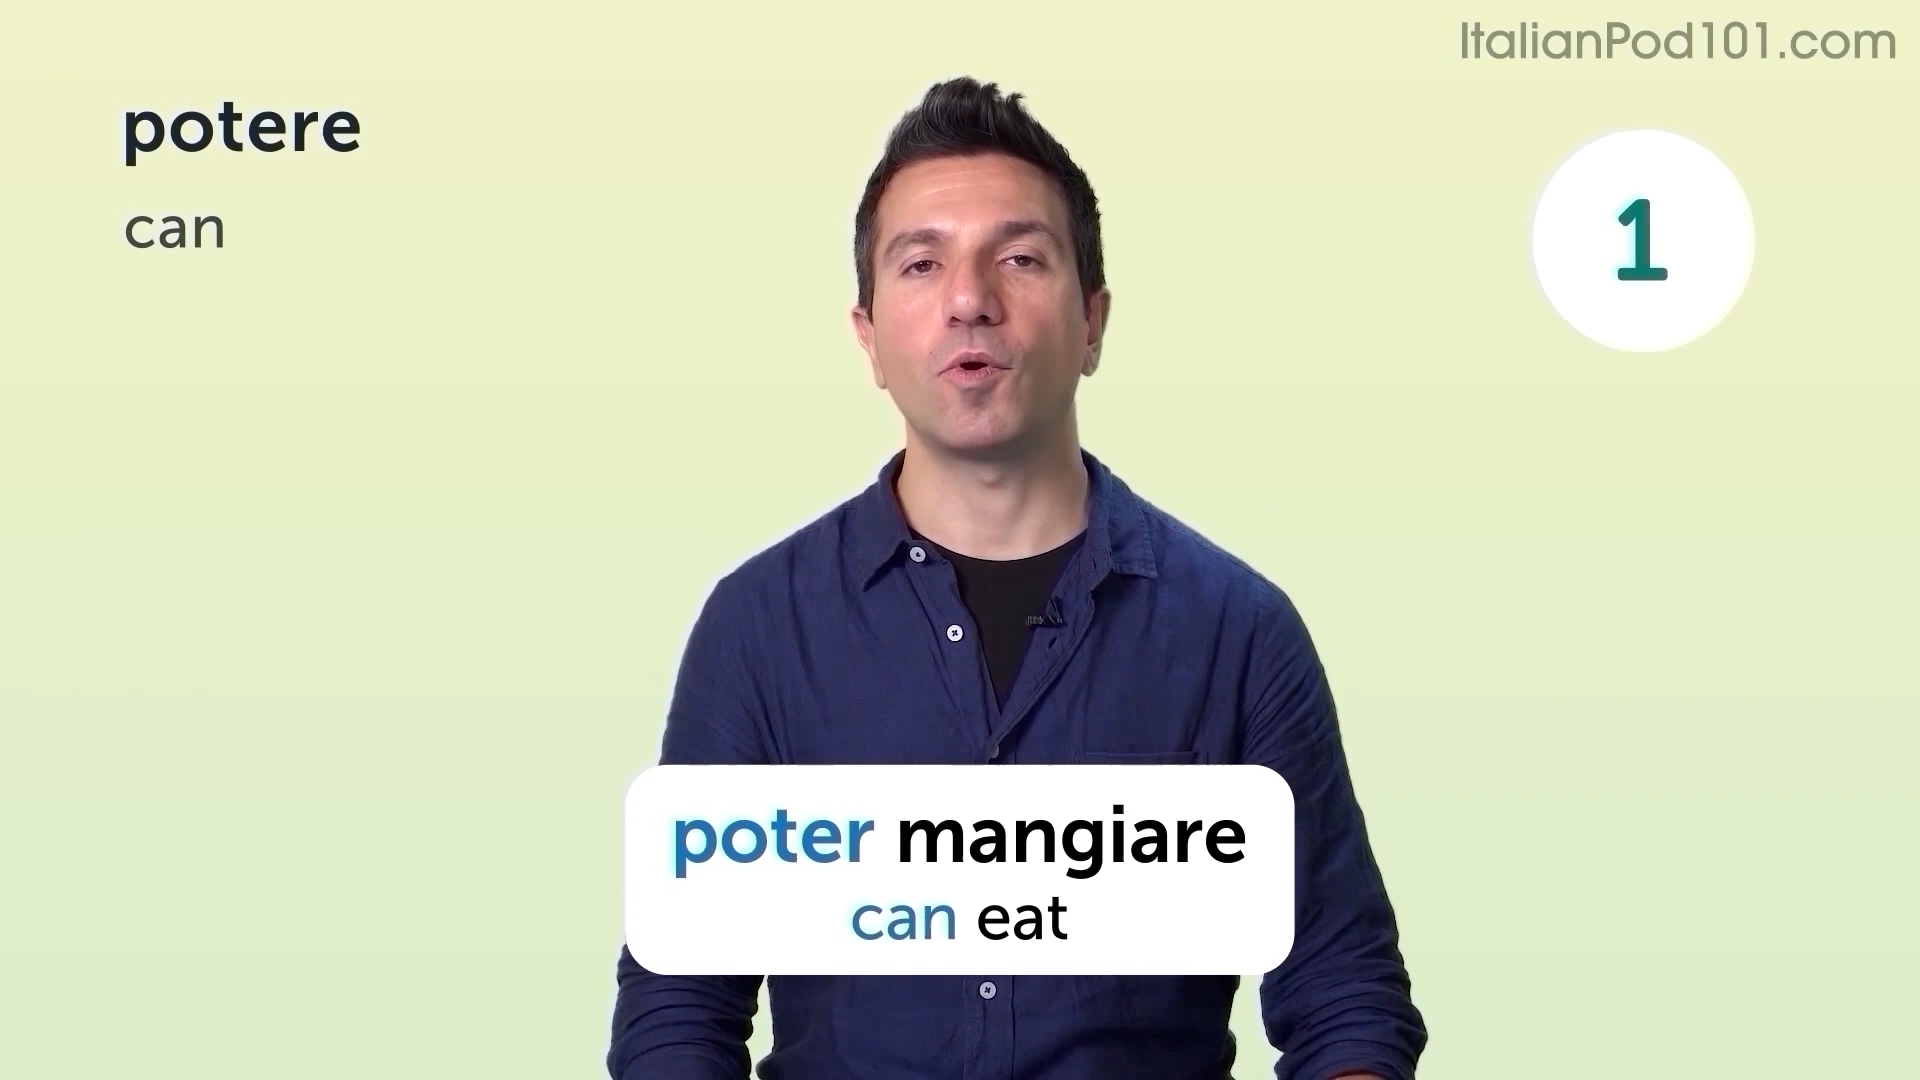 ItalianPod101.com
potere
can
1
poter mangiare
can eat